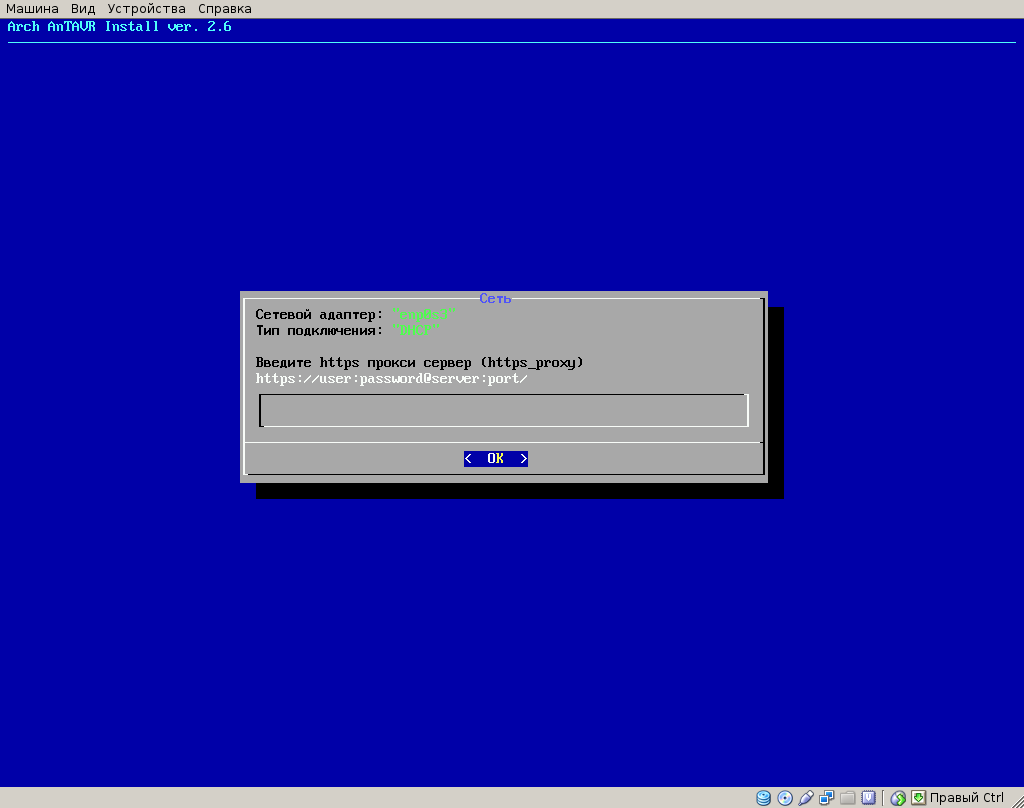 Машина Вид Устройства Справка
Arch AnTAVR Install ver. 2.6
Сеть
Сетевой адаптер: "enp0s3"
Тип подключения: "DHCP"
Введите https прокси сервер (https_proxy)
https://user:password@server:port/
< OK >
Правый Ctrl